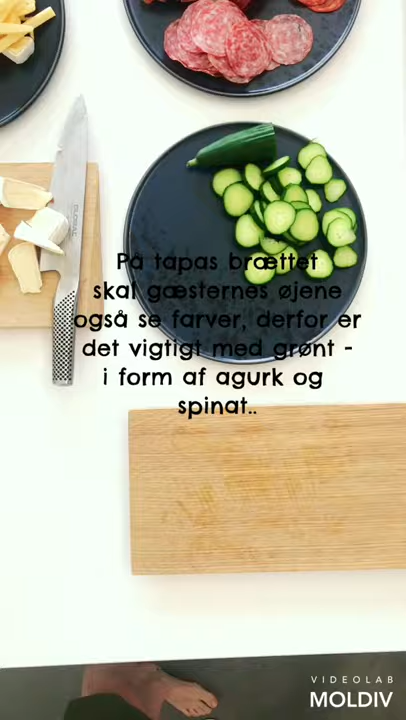 GLOBAL
På tapas brættet
skal gæsternes øjene
også se farver, derfor er
det vigtigt med grønt -
i form af agurk og
spinat..
VIDEOLAB
MOLDIV